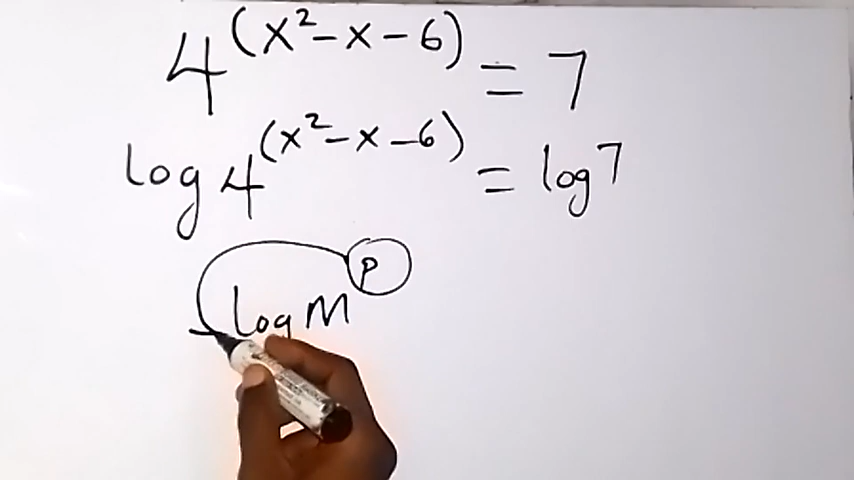 4^(x²-x-6) = 7
log 4^(x²-x-6) = log 7
log M^p